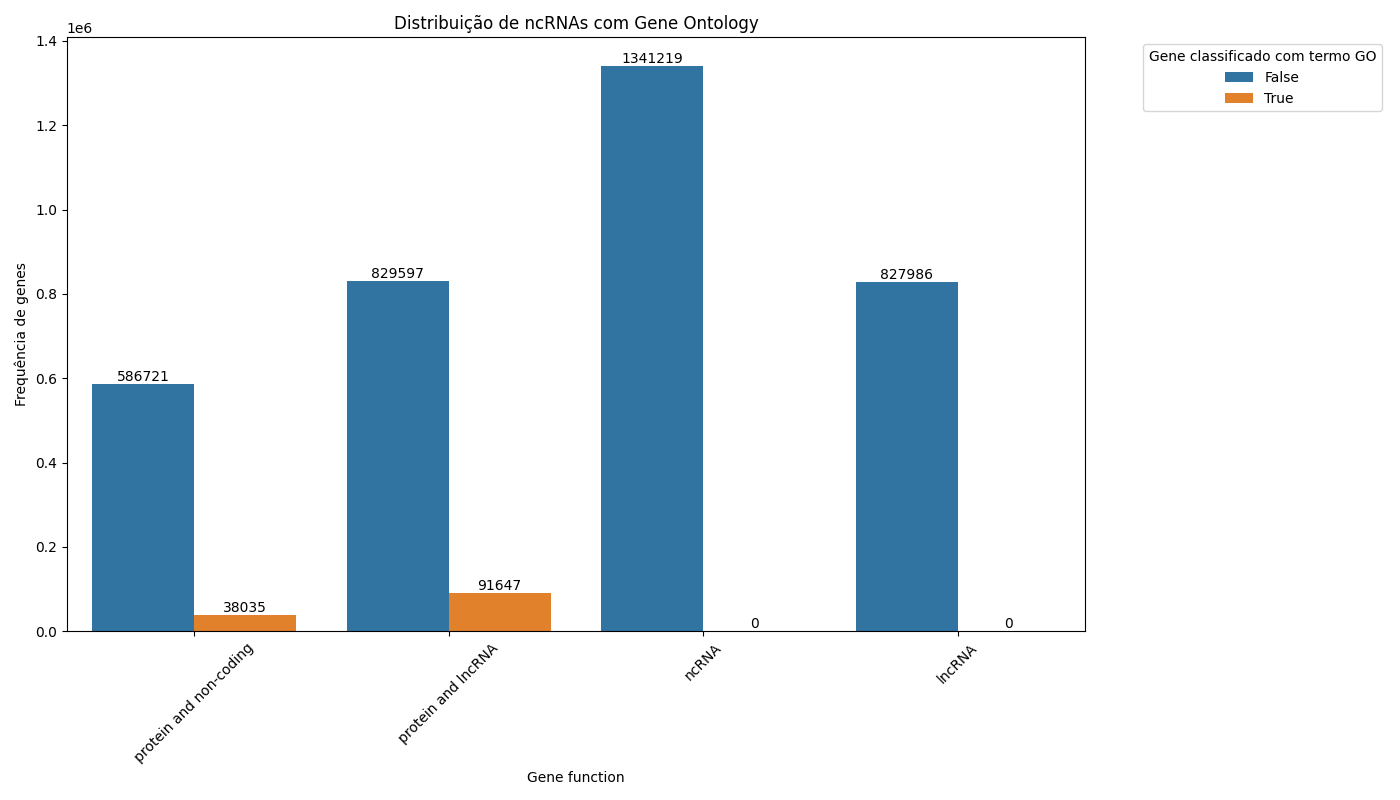 Distribuição de ncRNAs com Gene Ontology
1e6
1.4
1.2
1.0
0.8
0.6
0.4
0.2
0.0
Frequência de genes
586721
38035
829597
91647
1341219
0
827986
0
protein and non-coding
protein and lncRNA
ncRNA
lncRNA
Gene function
Gene classificado com termo GO
False
True